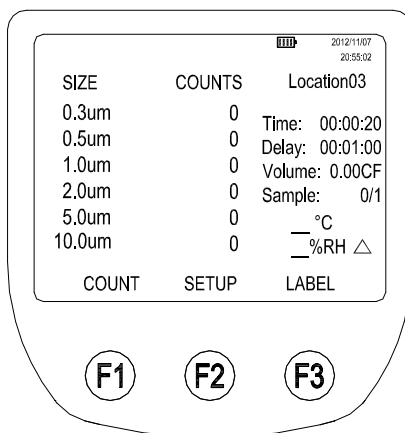 2012/11/07
20:55:02
SIZE COUNTS Location03
0.3um 0
0.5um 0
1.0um 0
2.0um 0
5.0um 0
10.0um 0
Time: 00:00:20
Delay: 00:01:00
Volume: 0.00CF
Sample: 0/1
__°C
__%RH △
COUNT SETUP LABEL
F1 F2 F3